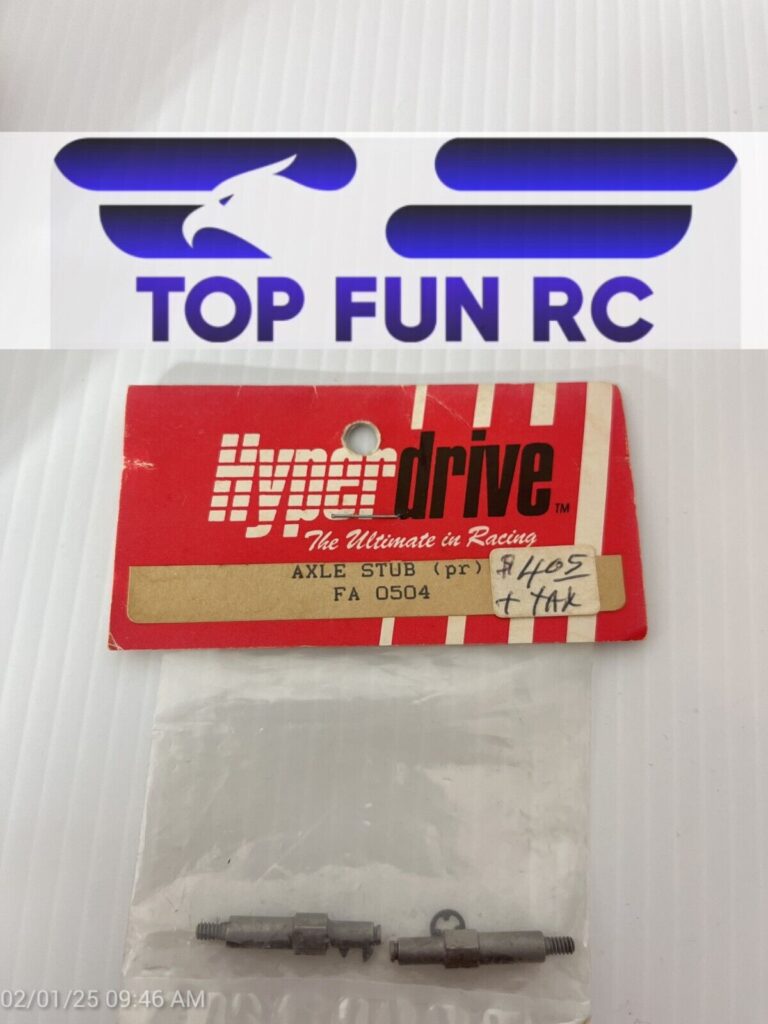 TOP FUN RC
Hyperdrive™
The Ultimate in Racing
AXLE STUB (pr)
FA 0504
$4.05
+ TAX
02/01/25 09:46 AM